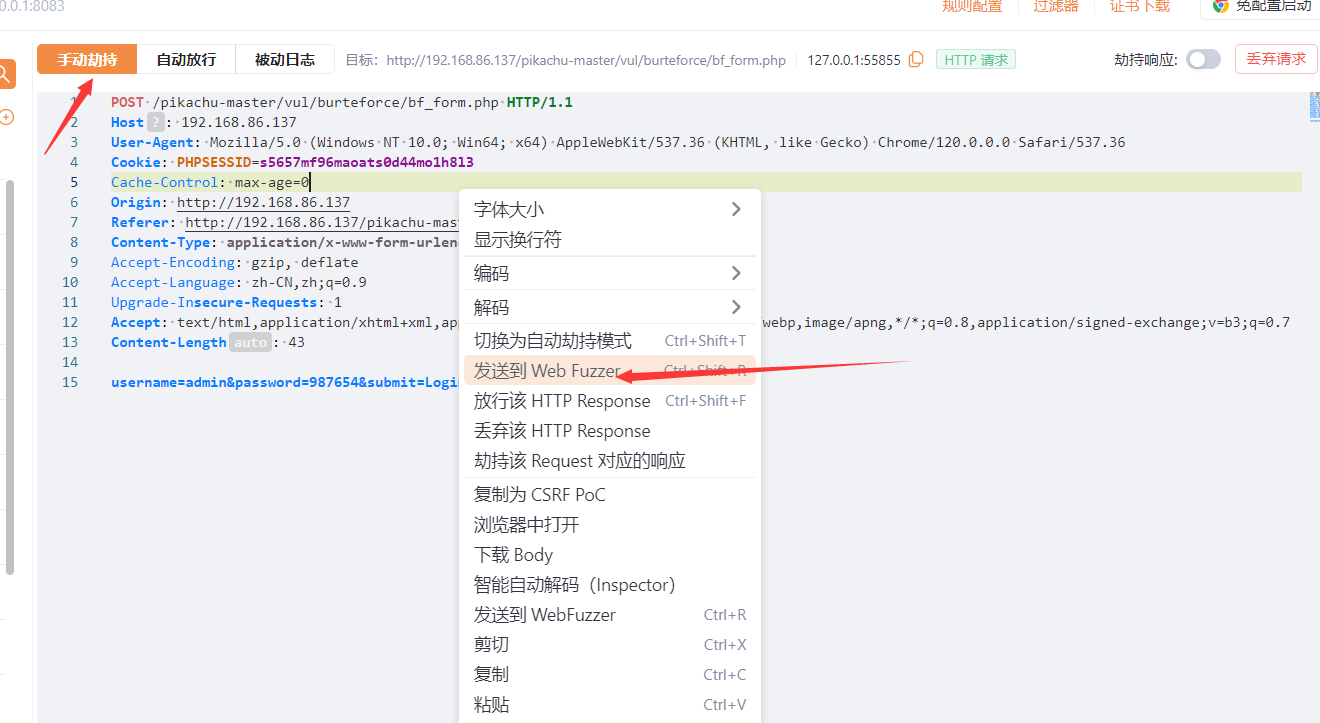 0.0.1:8083
规则配置 过滤器 证书下载 免配置启动
手动劫持 自动放行 被动日志 目标: http://192.168.86.137/pikachu-master/vul/burteforce/bf_form.php 127.0.0.1:55855 HTTP 请求 劫持响应: 丢弃请求
1 POST /pikachu-master/vul/burteforce/bf_form.php HTTP/1.1
2 Host ? : 192.168.86.137
3 User-Agent: Mozilla/5.0 (Windows NT 10.0; Win64; x64) AppleWebKit/537.36 (KHTML, like Gecko) Chrome/120.0.0.0 Safari/537.36
4 Cookie: PHPSESSID=s5657mf96maoats0d44mo1h8l3
5 Cache-Control: max-age=0
6 Origin: http://192.168.86.137
7 Referer: http://192.168.86.137/pikachu-mas
8 Content-Type: application/x-www-form-urlen
9 Accept-Encoding: gzip, deflate
10 Accept-Language: zh-CN,zh;q=0.9
11 Upgrade-Insecure-Requests: 1
12 Accept: text/html,application/xhtml+xml,ap webp,image/apng,*/*;q=0.8,application/signed-exchange;v=b3;q=0.7
13 Content-Length auto : 43
14
15 username=admin&password=987654&submit=Logi
字体大小
显示换行符
编码
解码
切换为自动劫持模式 Ctrl+Shift+T
发送到 Web Fuzzer Ctrl+Shift+R
放行该 HTTP Response Ctrl+Shift+F
丢弃该 HTTP Response
劫持该 Request 对应的响应
复制为 CSRF PoC
浏览器中打开
下载 Body
智能自动解码（Inspector）
发送到 WebFuzzer Ctrl+R
剪切 Ctrl+X
复制 Ctrl+C
粘贴 Ctrl+V